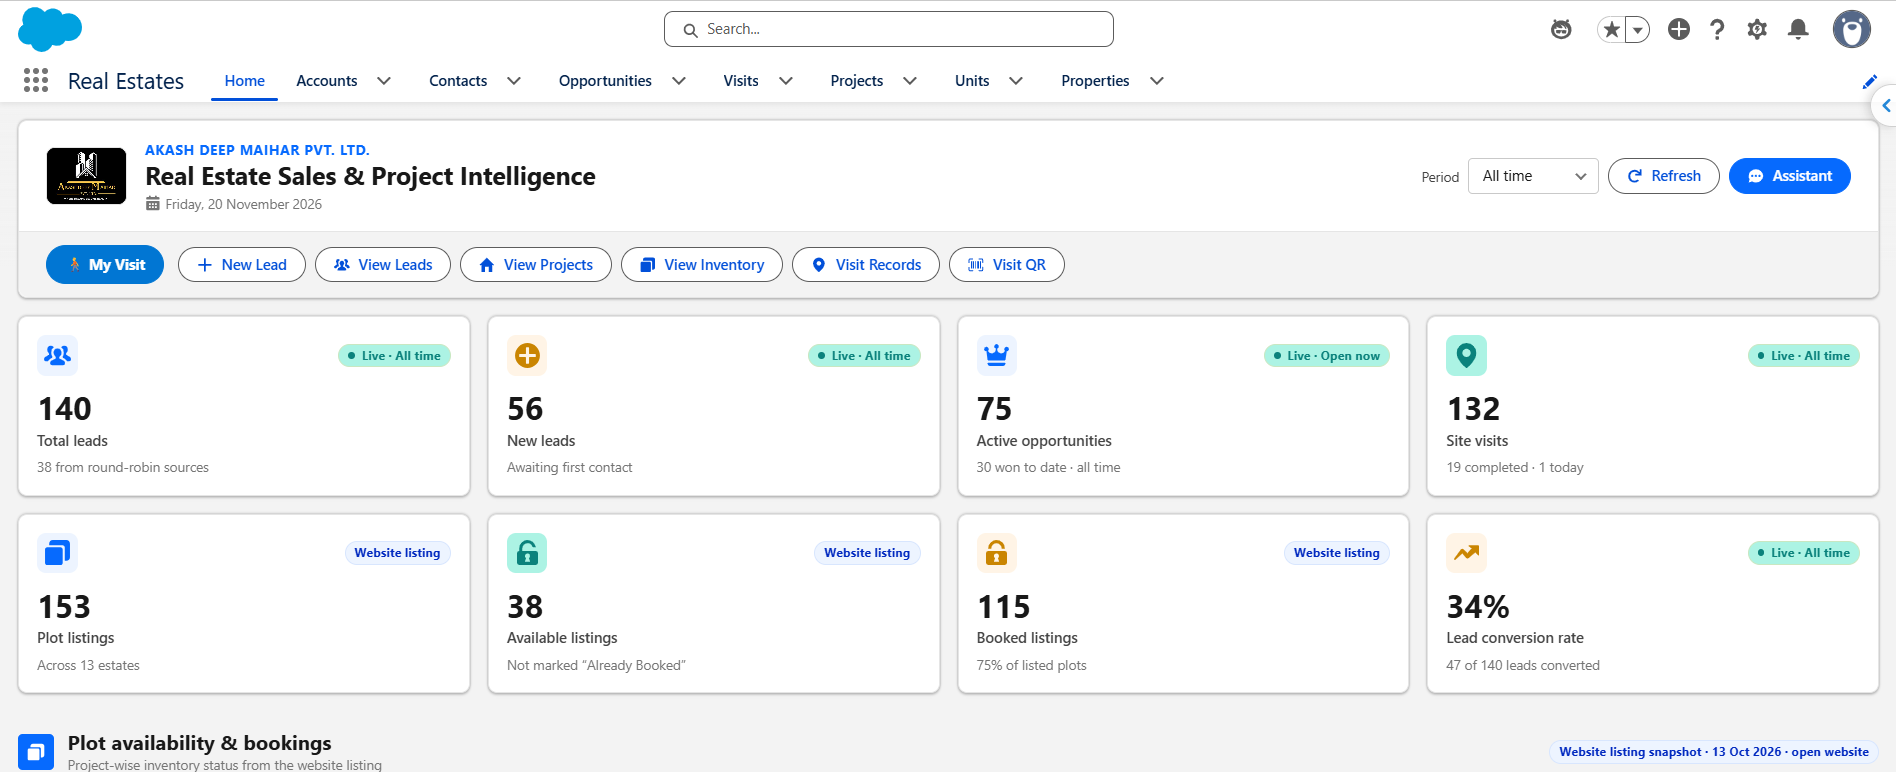 Search...
Real Estates
Home
Accounts
Contacts
Opportunities
Visits
Projects
Units
Properties
AKASH DEEP MAIHAR PVT. LTD.
Real Estate Sales & Project Intelligence
Friday, 20 November 2026
Period
All time
Refresh
Assistant
My Visit
New Lead
View Leads
View Projects
View Inventory
Visit Records
Visit QR
Live · All time
140
Total leads
38 from round-robin sources
Live · All time
56
New leads
Awaiting first contact
Live · Open now
75
Active opportunities
30 won to date · all time
Live · All time
132
Site visits
19 completed · 1 today
Website listing
153
Plot listings
Across 13 estates
Website listing
38
Available listings
Not marked “Already Booked”
Website listing
115
Booked listings
75% of listed plots
Live · All time
34%
Lead conversion rate
47 of 140 leads converted
Plot availability & bookings
Project-wise inventory status from the website listing
Website listing snapshot · 13 Oct 2026 · open website